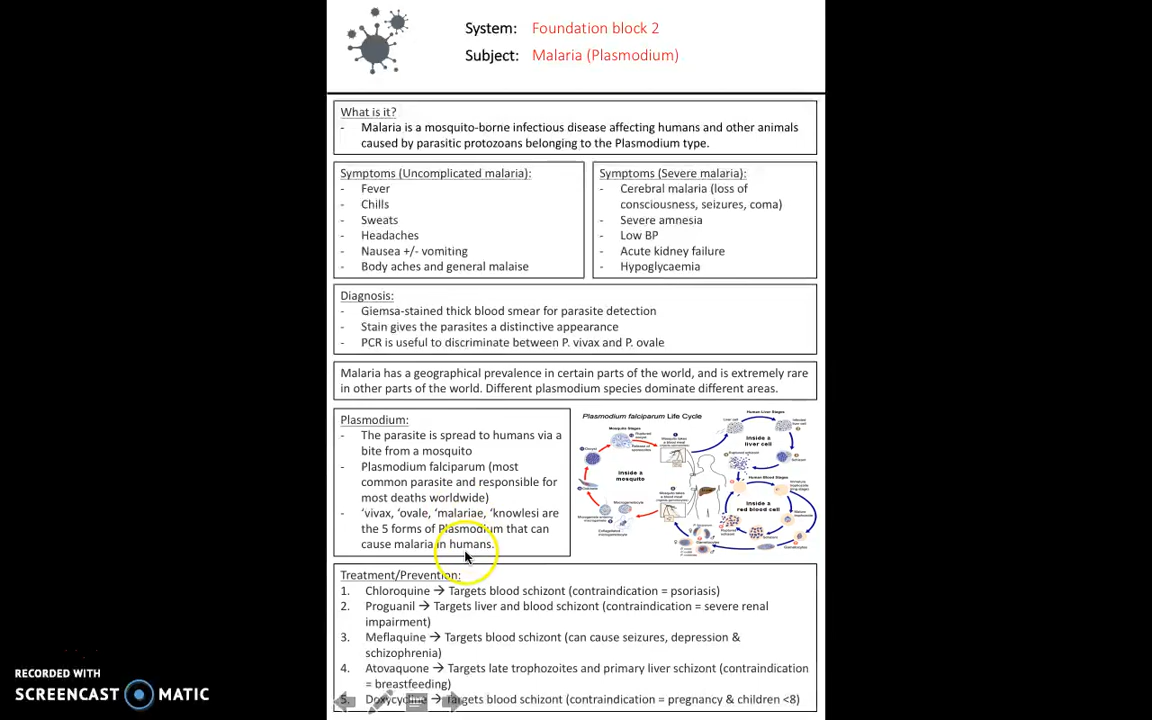 System: Foundation block 2
Subject: Malaria (Plasmodium)
What is it?
- Malaria is a mosquito-borne infectious disease affecting humans and other animals
caused by parasitic protozoans belonging to the Plasmodium type.
Symptoms (Uncomplicated malaria):
- Fever
- Chills
- Sweats
- Headaches
- Nausea +/- vomiting
- Body aches and general malaise
Symptoms (Severe malaria):
- Cerebral malaria (loss of
consciousness, seizures, coma)
- Severe amnesia
- Low BP
- Acute kidney failure
- Hypoglycaemia
Diagnosis:
- Giemsa-stained thick blood smear for parasite detection
- Stain gives the parasites a distinctive appearance
- PCR is useful to discriminate between P. vivax and P. ovale
Malaria has a geographical prevalence in certain parts of the world, and is extremely rare
in other parts of the world. Different plasmodium species dominate different areas.
Plasmodium:
- The parasite is spread to humans via a
bite from a mosquito
- Plasmodium falciparum (most
common parasite and responsible for
most deaths worldwide)
- ‘vivax, ‘ovale, ‘malariae, ‘knowlesi are
the 5 forms of Plasmodium that can
cause malaria in humans.
Plasmodium falciparum Life Cycle
Human Liver Stages
Mosquito Stages
Inside a
liver cell
Inside a
mosquito
Human Blood Stages
Inside a
red blood cell
Treatment/Prevention:
1. Chloroquine → Targets blood schizont (contraindication = psoriasis)
2. Proguanil → Targets liver and blood schizont (contraindication = severe renal
impairment)
3. Meflaquine → Targets blood schizont (can cause seizures, depression &
schizophrenia)
4. Atovaquone → Targets late trophozoites and primary liver schizont (contraindication
= breastfeeding)
5. Doxycycline → Targets blood schizont (contraindication = pregnancy & children <8)
RECORDED WITH
SCREENCAST MATIC